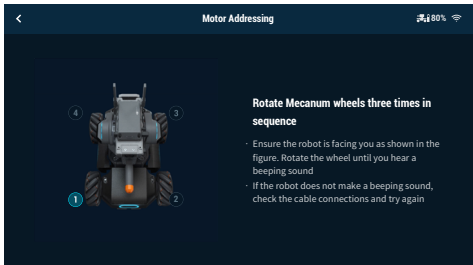 Motor Addressing
80%
4
3
1
2
Rotate Mecanum wheels three times in
sequence
· Ensure the robot is facing you as shown in the
figure. Rotate the wheel until you hear a
beeping sound
· If the robot does not make a beeping sound,
check the cable connections and try again